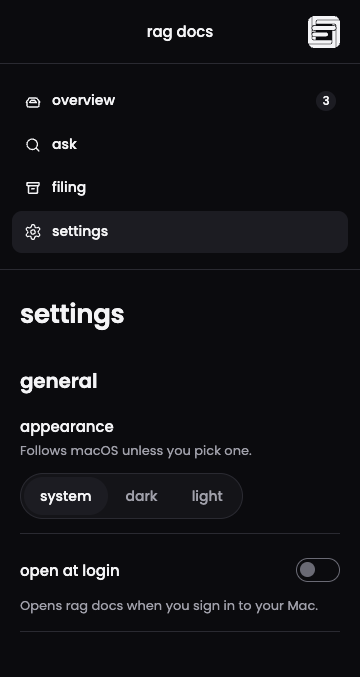 rag docs
overview
3
ask
filing
settings
settings
general
appearance
Follows macOS unless you pick one.
system dark light
open at login
Opens rag docs when you sign in to your Mac.